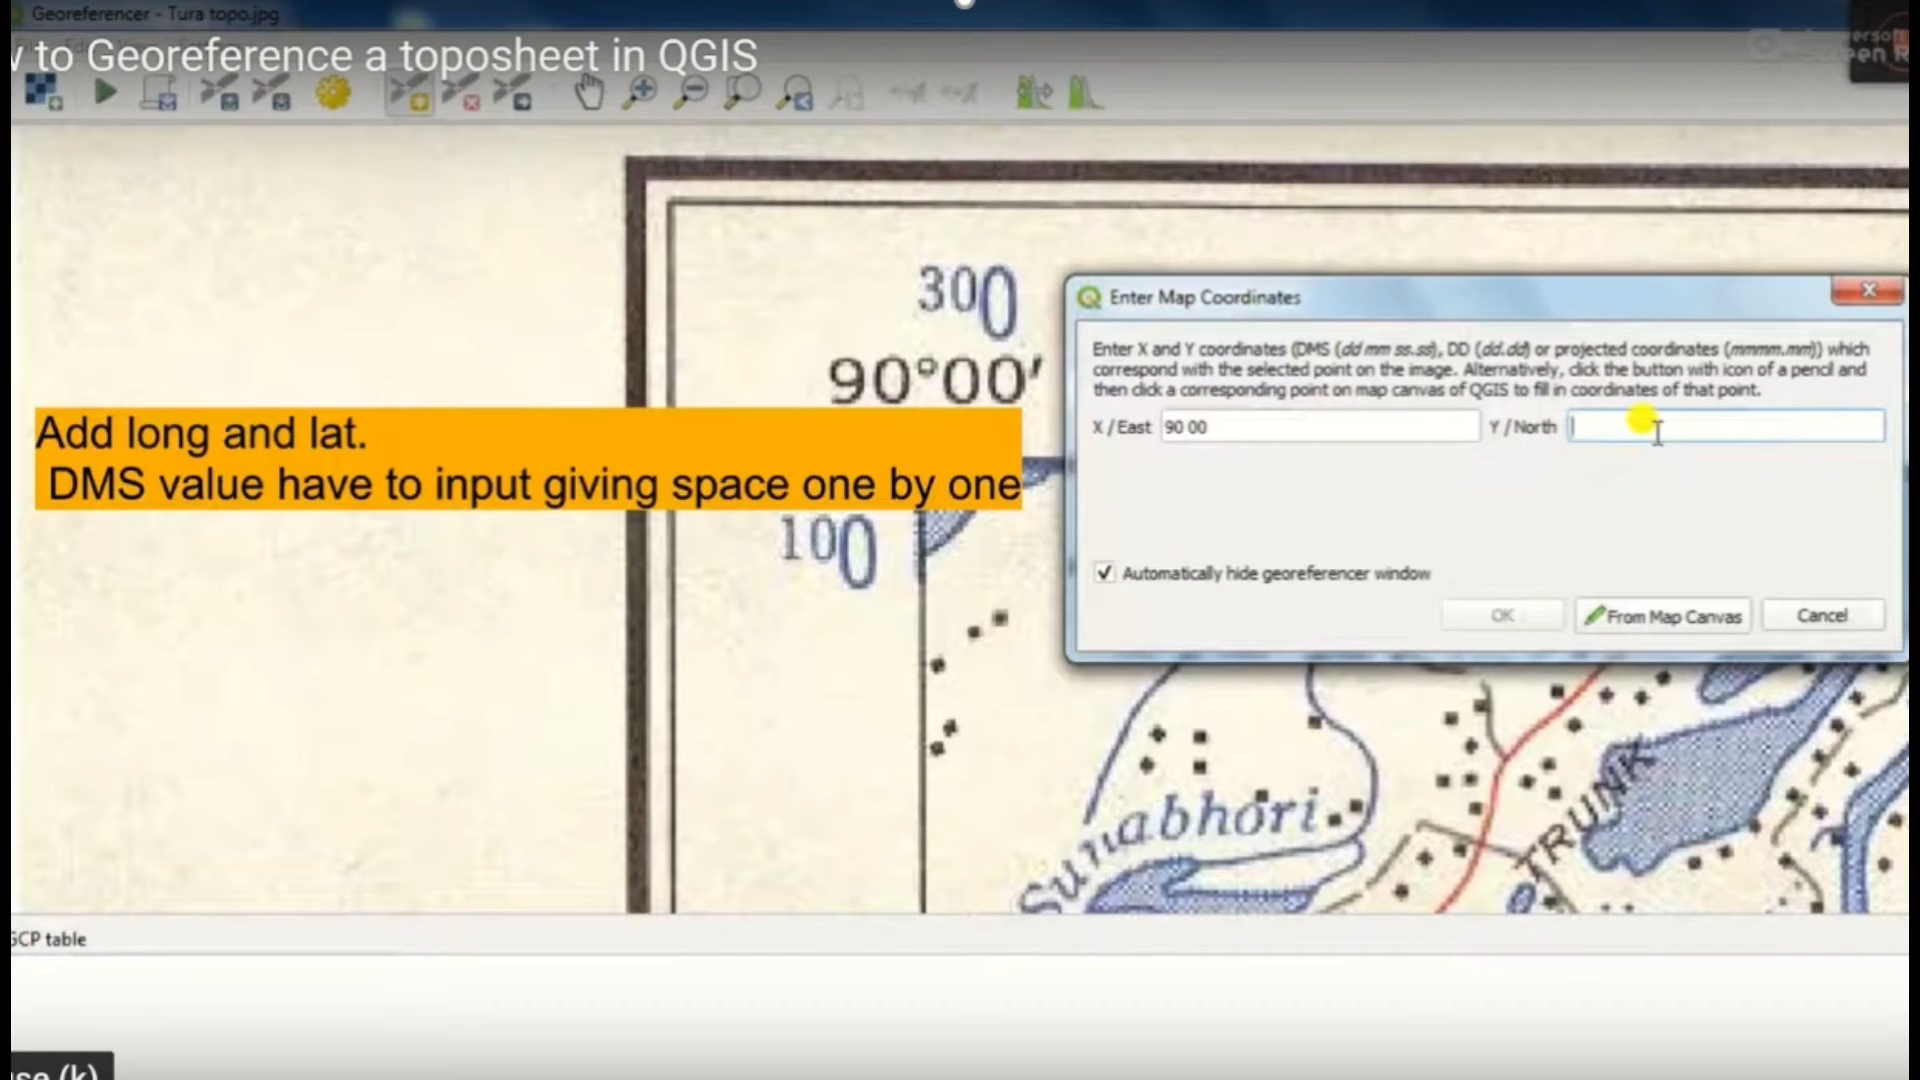 Georeferencer - Tura topo.jpg
to Georeference a toposheet in QGIS
300
90°00'
Enter Map Coordinates
Enter X and Y coordinates (DMS (dd mm ss.ss), DD (dd.dd) or projected coordinates (mmmm.mm)) which
correspond with the selected point on the image. Alternatively, click the button with icon of a pencil and
then click a corresponding point on map canvas of QGIS to fill in coordinates of that point.
X / East 90 00 Y / North
Add long and lat.
DMS value have to input giving space one by one
100
Automatically hide georeferencer window
OK From Map Canvas Cancel
Sunabhori
TRUNK
GCP table